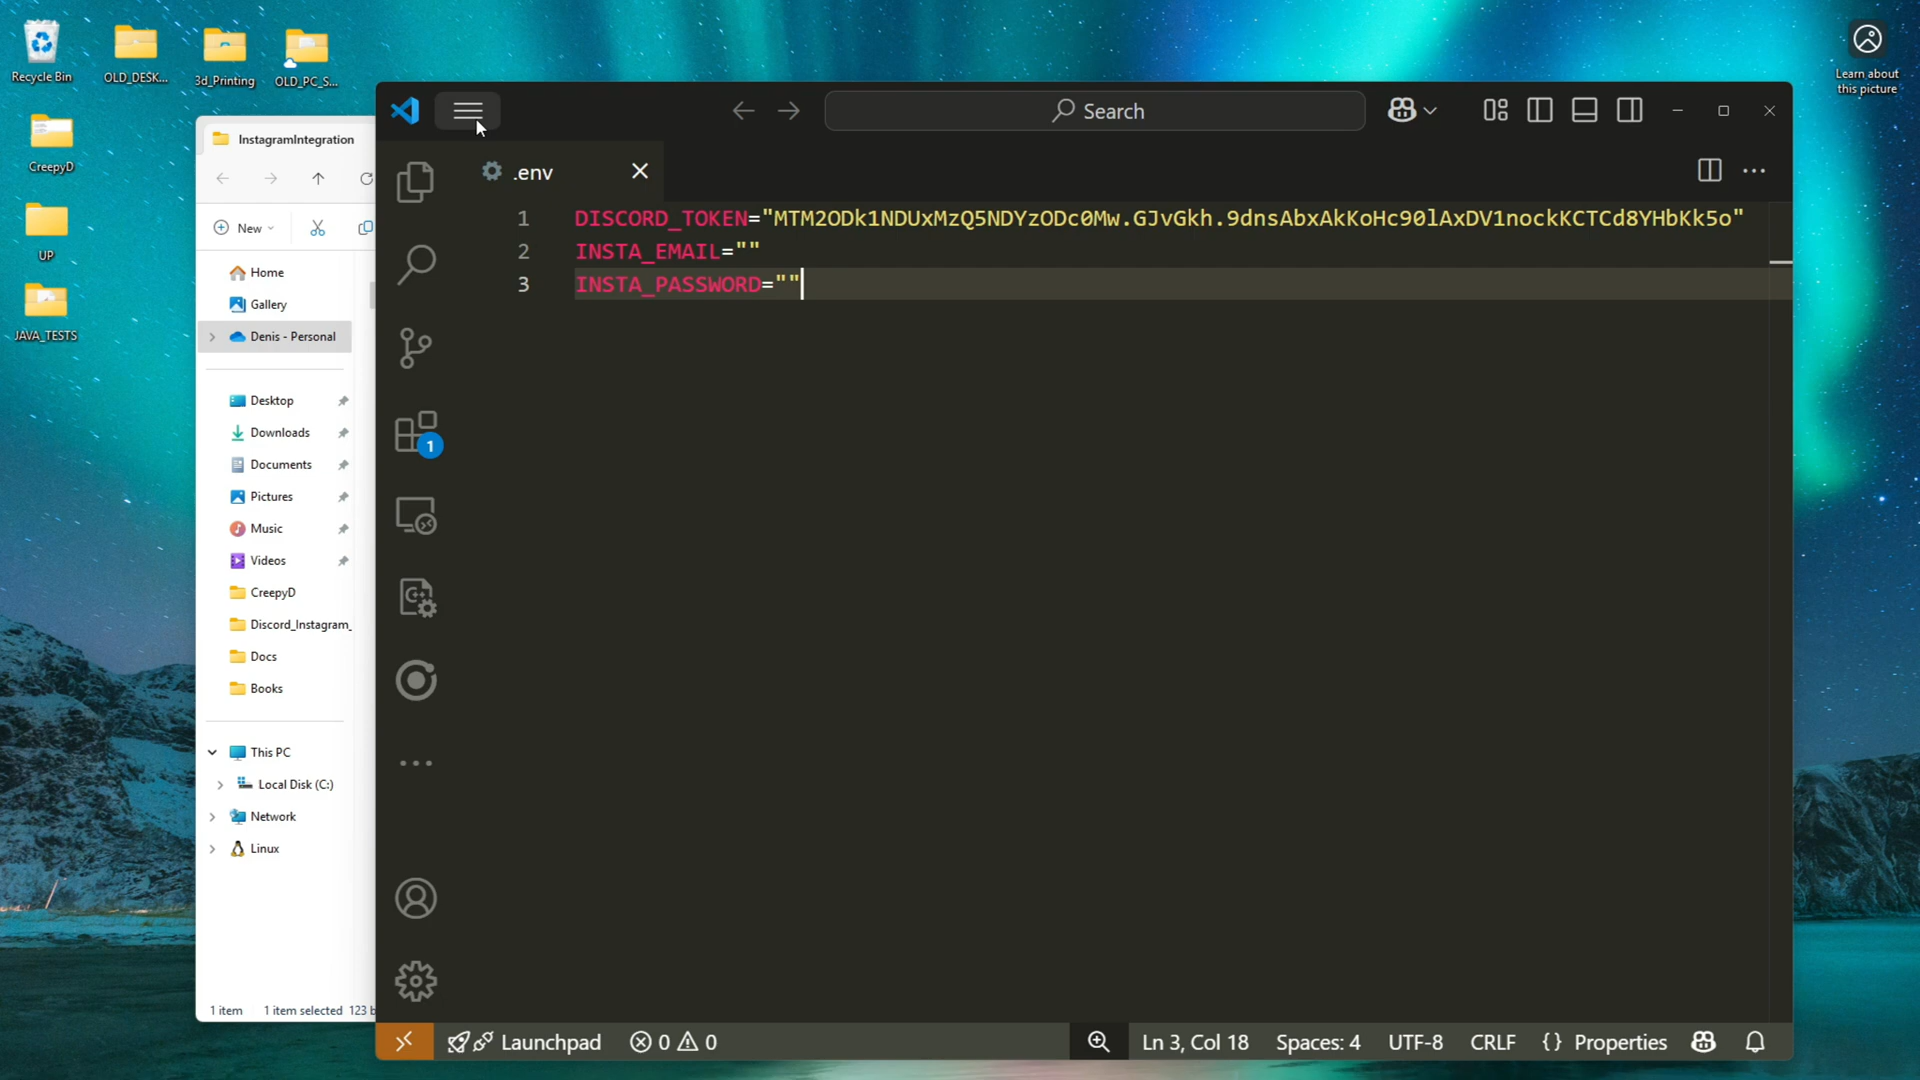 Recycle Bin
OLD_DESK...
3d_Printing
OLD_PC_S...
Learn about
this picture
CreepyD
UP
JAVA_TESTS
InstagramIntegration
New
Home
Gallery
Denis - Personal
Desktop
Downloads
Documents
Pictures
Music
Videos
CreepyD
Discord_Instagram_
Docs
Books
This PC
Local Disk (C:)
Network
Linux
1 item 1 item selected 123 b
Search
.env
1 DISCORD_TOKEN="MTM2ODk1NDUxMzQ5NDYzODc0Mw.GJvGkh.9dnsAbxAkKoHc90lAxDV1nockKCTCd8YHbKk5o"
2 INSTA_EMAIL=""
3 INSTA_PASSWORD=""
1
Launchpad 0 0 Ln 3, Col 18 Spaces: 4 UTF-8 CRLF {} Properties